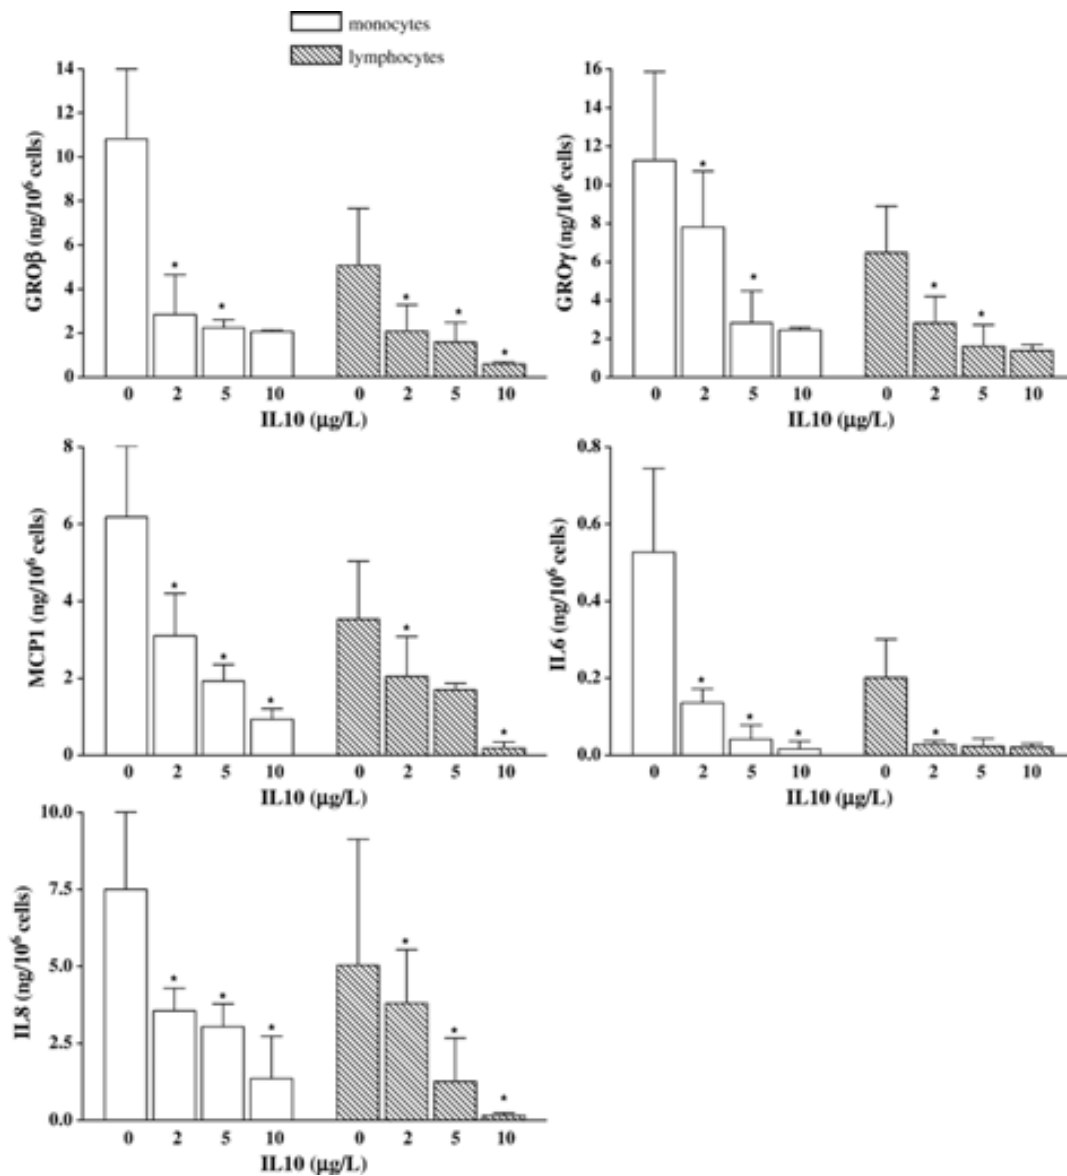 monocytes
lymphocytes
14
12
10
8
6
4
2
0
GROβ (ng/10⁶ cells)
* * * * *
0 2 5 10 0 2 5 10
IL10 (µg/L)
16
14
12
10
8
6
4
2
0
GROγ (ng/10⁶ cells)
* * * *
0 2 5 10 0 2 5 10
IL10 (µg/L)
8
6
4
2
0
MCP1 (ng/10⁶ cells)
* * * * *
0 2 5 10 0 2 5 10
IL10 (µg/L)
0.8
0.6
0.4
0.2
0.0
IL6 (ng/10⁶ cells)
* * * *
0 2 5 10 0 2 5 10
IL10 (µg/L)
10.0
7.5
5.0
2.5
0.0
IL8 (ng/10⁶ cells)
* * * * * *
0 2 5 10 0 2 5 10
IL10 (µg/L)